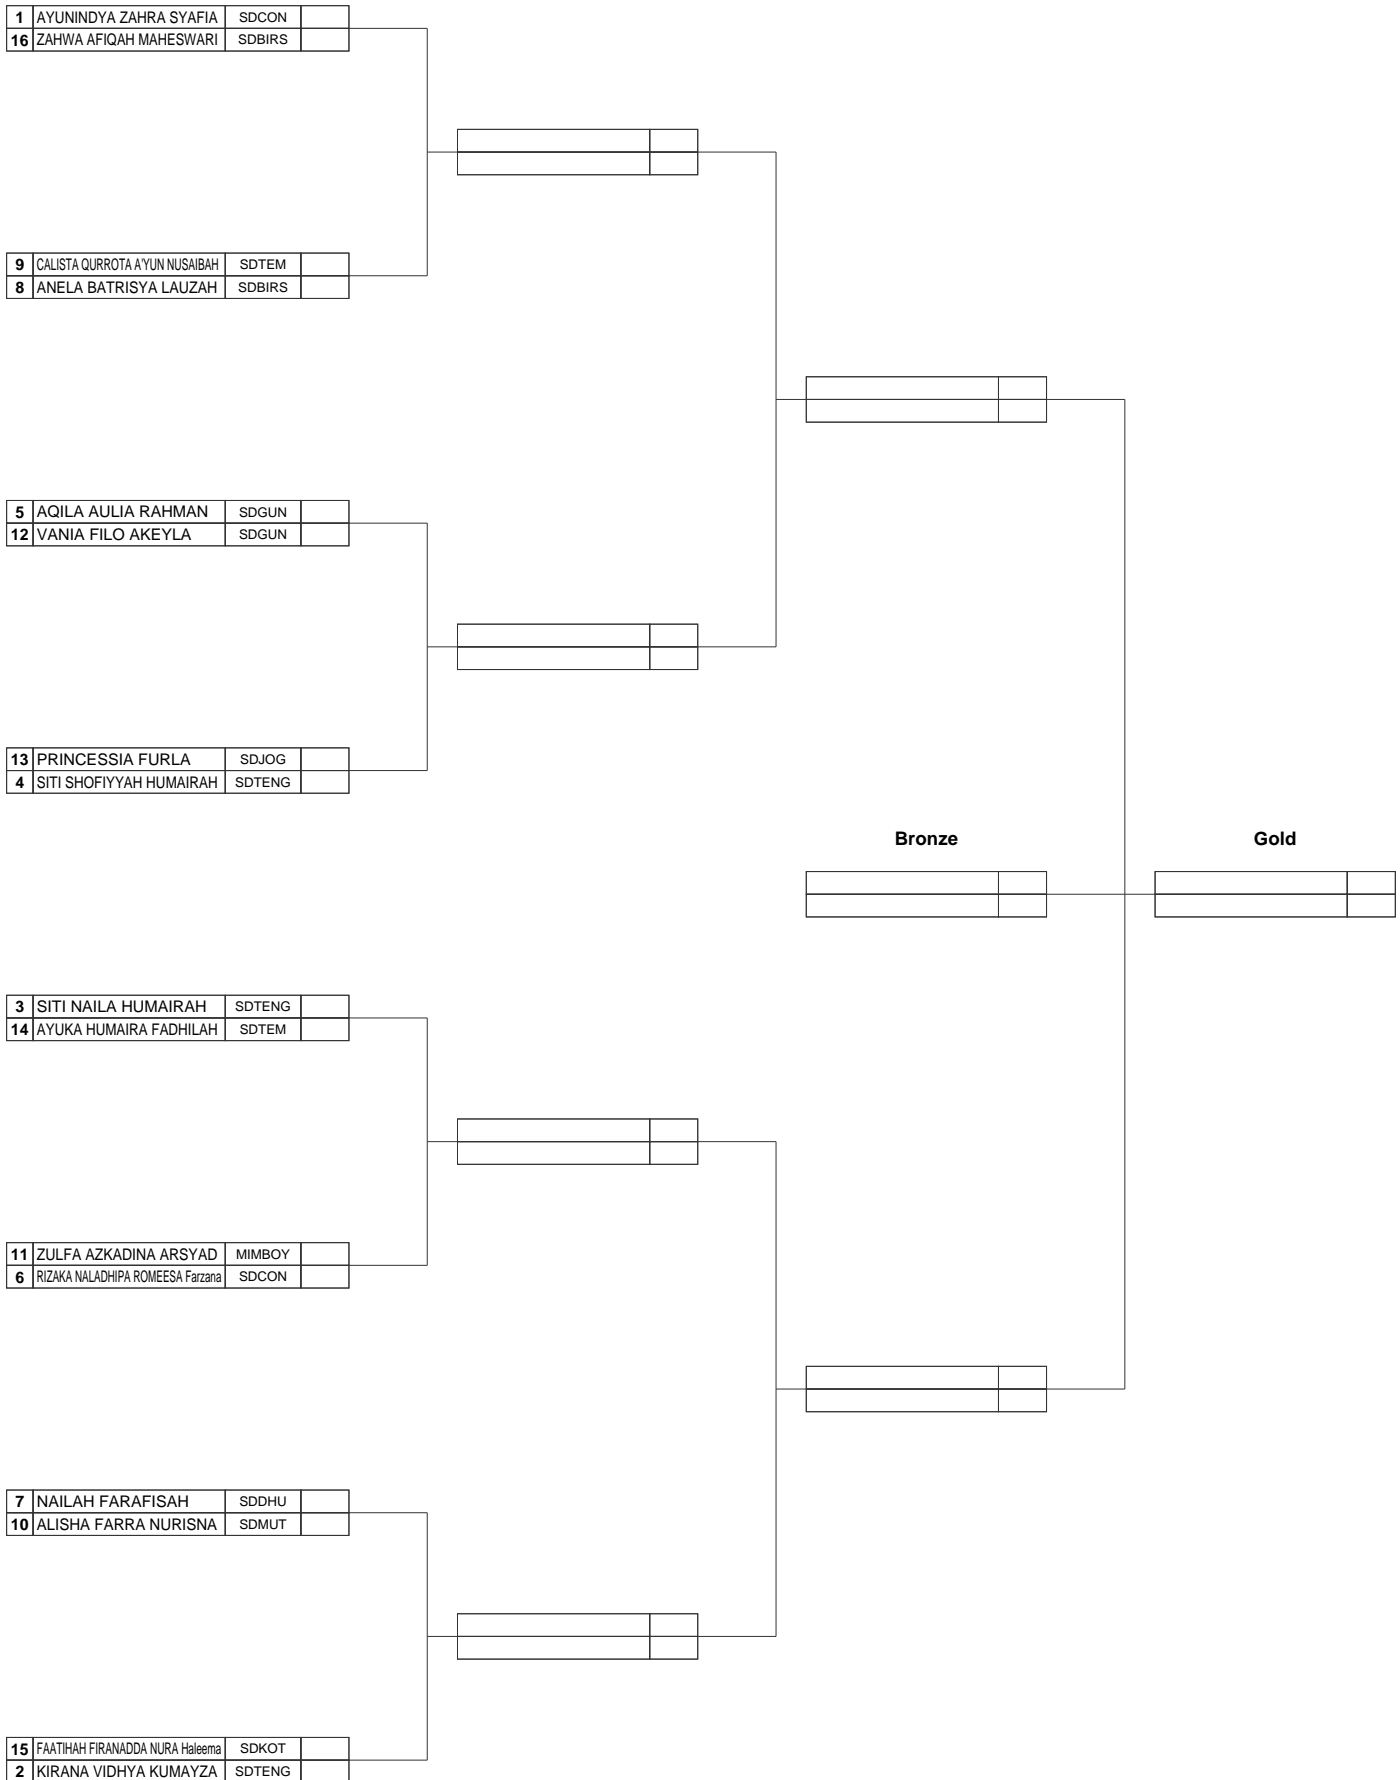 1 AYUNINDYA ZAHRA SYAFIA SDCON
16 ZAHWA AFIQAH MAHESWARI SDBIRS
9 CALISTA QURROTA A'YUN NUSAIBAH SDTEM
8 ANELA BATRISYA LAUZAH SDBIRS
5 AQILA AULIA RAHMAN SDGUN
12 VANIA FILO AKEYLA SDGUN
13 PRINCESSIA FURLA SDJOG
4 SITI SHOFIYYAH HUMAIRAH SDTENG
Bronze Gold
3 SITI NAILA HUMAIRAH SDTENG
14 AYUKA HUMAIRA FADHILAH SDTEM
11 ZULFA AZKADINA ARSYAD MIMBOY
6 RIZAKA NALADHIPA ROMEESA Farzana SDCON
7 NAILAH FARAFISAH SDDHU
10 ALISHA FARRA NURISNA SDMUT
15 FAATIHAH FIRANADDA NURA Haleema SDKOT
2 KIRANA VIDHYA KUMAYZA SDTENG